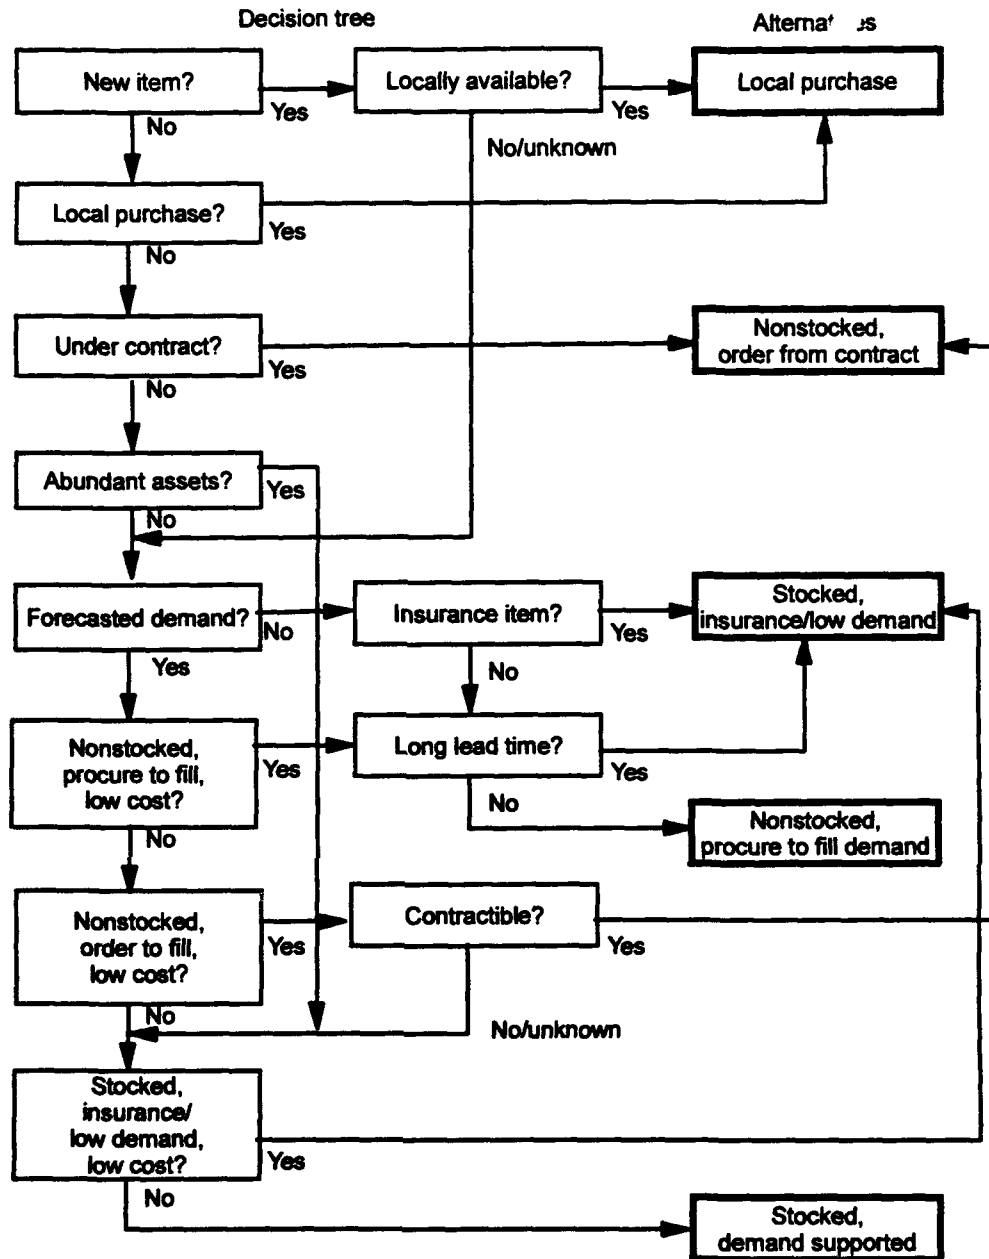 Decision tree
New item?
Yes
No
Locally available?
Yes
No/unknown
Local purchase
Local purchase?
Yes
No
Under contract?
Yes
No
Nonstocked,
order from contract
Abundant assets?
Yes
No
Forecasted demand?
No
Yes
Insurance item?
Yes
No
Stocked,
insurance/low demand
Nonstocked,
procure to fill,
low cost?
Yes
No
Long lead time?
Yes
No
Nonstocked,
procure to fill demand
Nonstocked,
order to fill,
low cost?
Yes
No
Contractible?
Yes
No/unknown
Stocked,
insurance/
low demand,
low cost?
Yes
No
Stocked,
demand supported